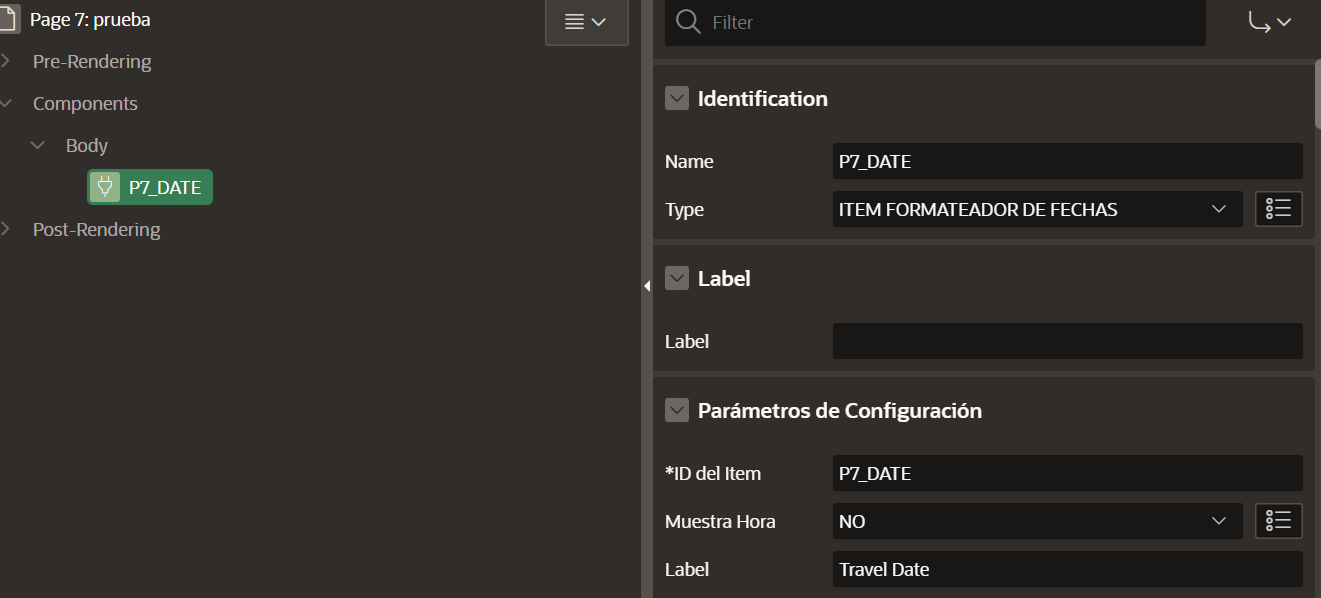 Page 7: prueba
Pre-Rendering
Components
Body
P7_DATE
Post-Rendering
Filter
Identification
Name P7_DATE
Type ITEM FORMATEADOR DE FECHAS
Label
Label
Parámetros de Configuración
*ID del Item P7_DATE
Muestra Hora NO
Label Travel Date